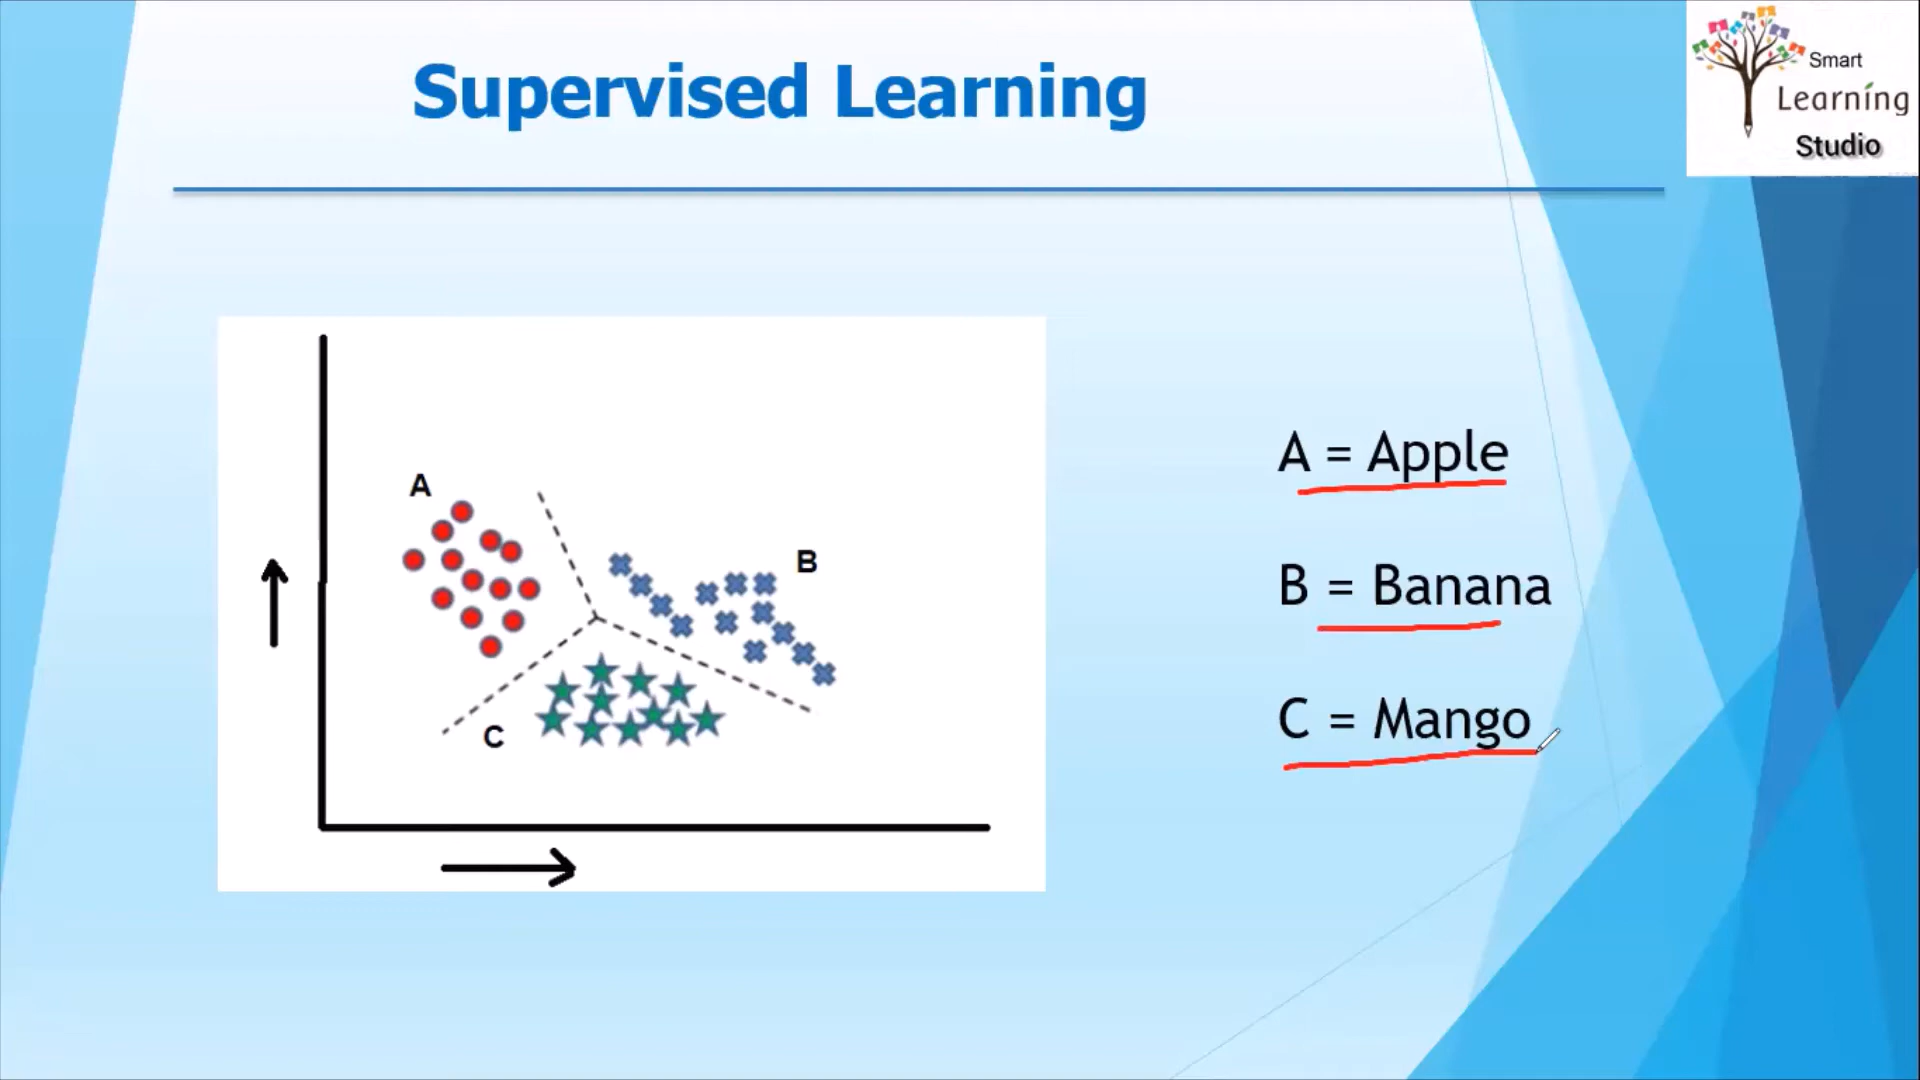 Supervised Learning
Smart
Learning
Studio
A
B
C
A = Apple
B = Banana
C = Mango